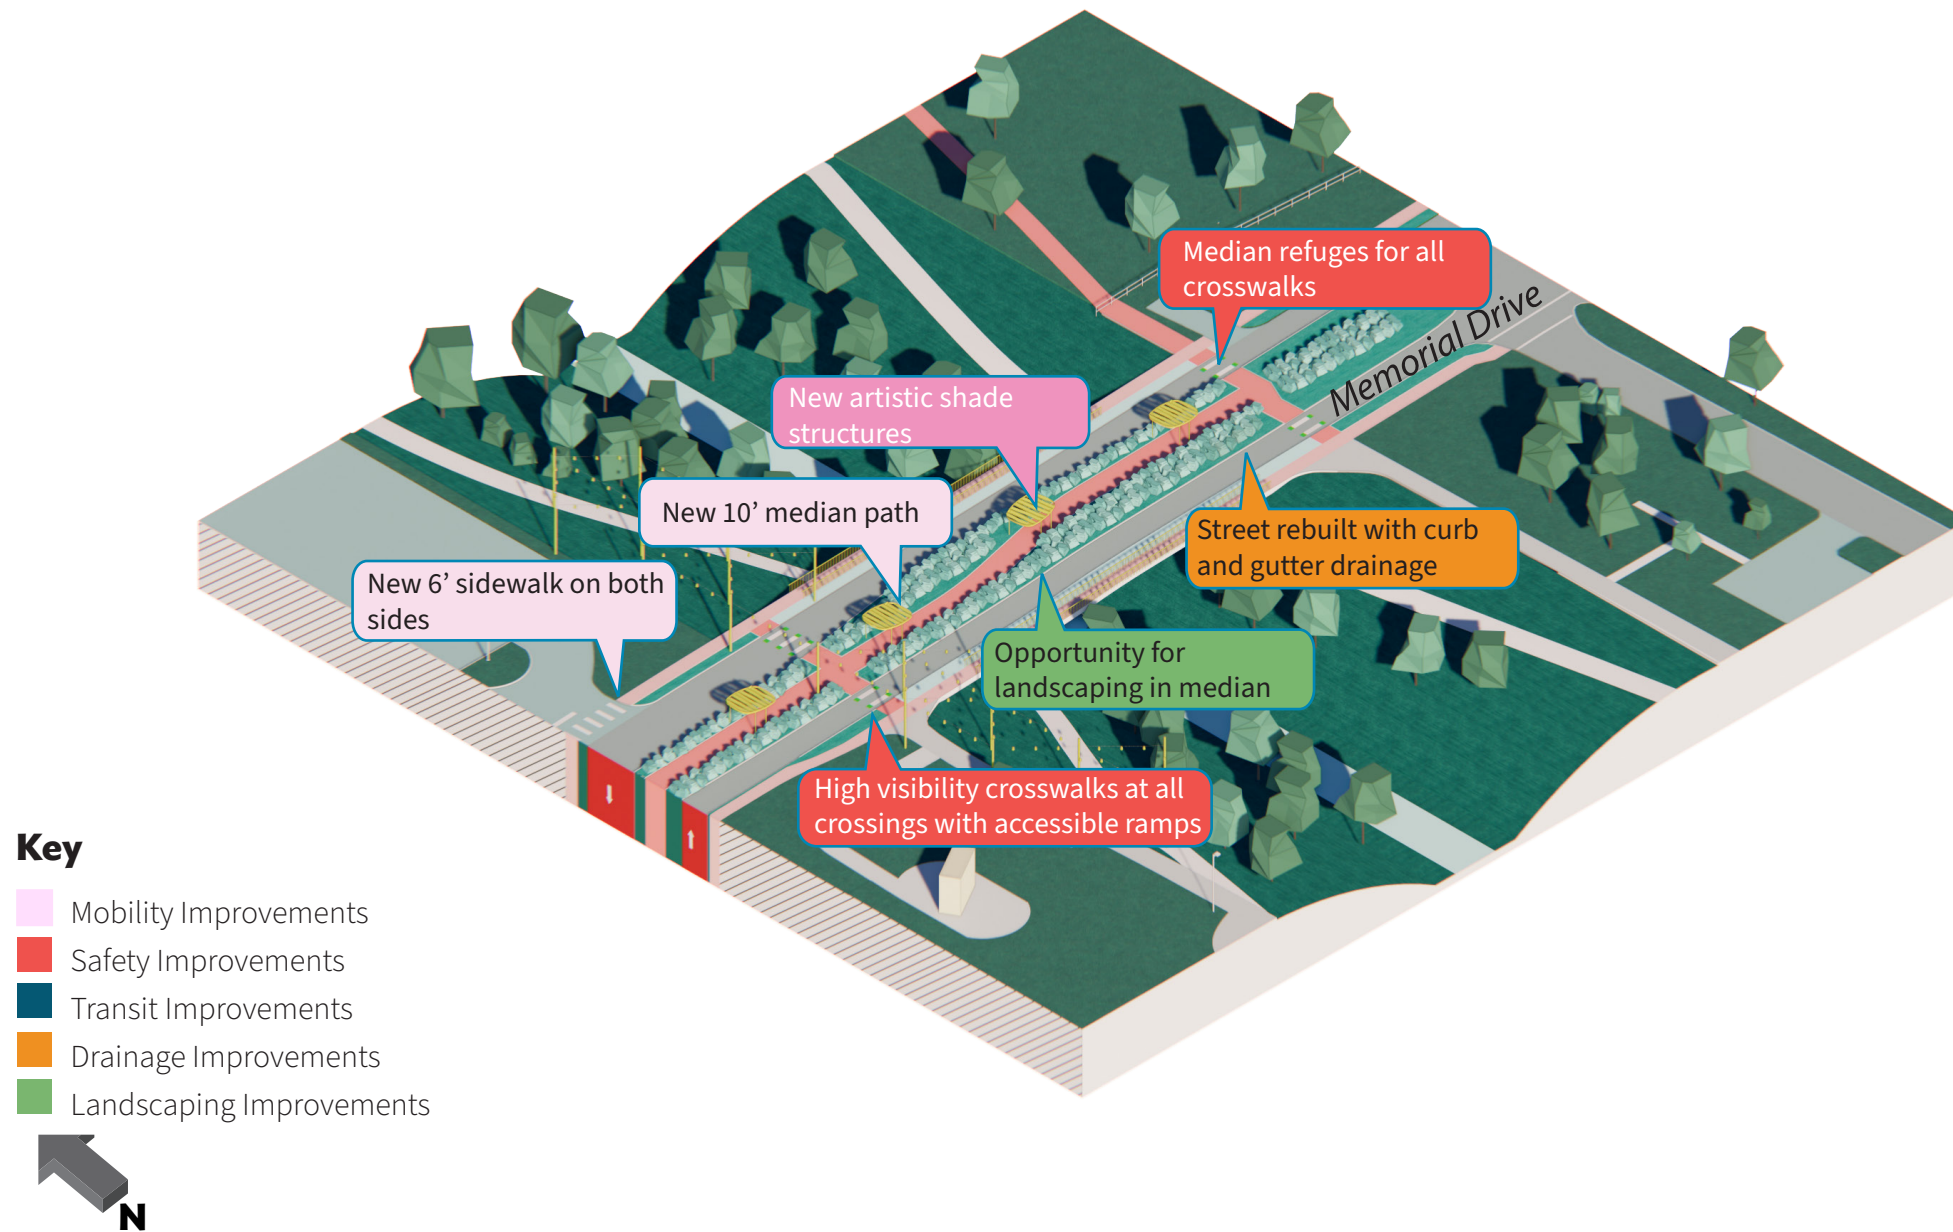 Median refuges for all
crosswalks
Memorial Drive
New artistic shade
structures
New 10’ median path
Street rebuilt with curb
and gutter drainage
New 6’ sidewalk on both
sides
Opportunity for
landscaping in median
High visibility crosswalks at all
crossings with accessible ramps
Key
Mobility Improvements
Safety Improvements
Transit Improvements
Drainage Improvements
Landscaping Improvements
N